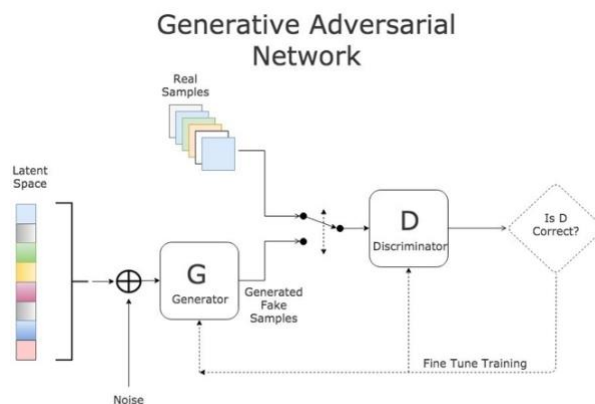 Generative Adversarial
Network
Real
Samples
Latent
Space
G
Generator
Generated
Fake
Samples
Noise
D
Discriminator
Is D
Correct?
Fine Tune Training